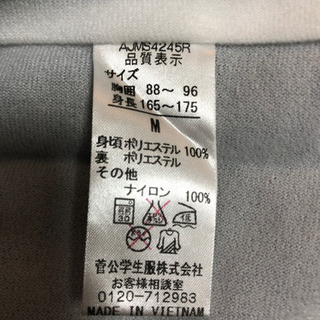 AJMS4245R
品質表示
サイズ
胸囲 88～ 96
身長 165～175
M
身頃 ポリエステル 100%
裏 ポリエステル
その他
ナイロン 100%
菅公学生服株式会社
お客様相談室
0120-712983
MADE IN VIETNAM